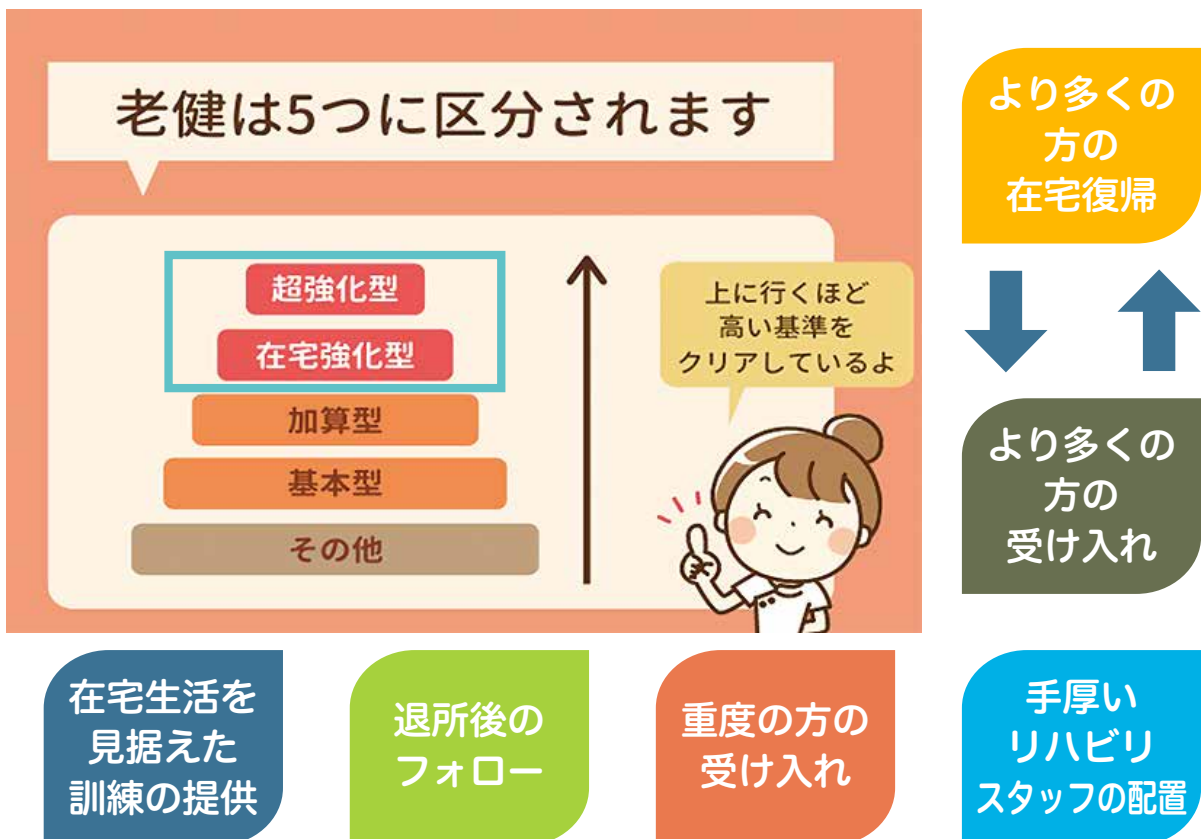 老健は5つに区分されます
超強化型
在宅強化型
加算型
基本型
その他
上に行くほど
高い基準を
クリアしているよ
より多くの
方の
在宅復帰
より多くの
方の
受け入れ
在宅生活を
見据えた
訓練の提供
退所後の
フォロー
重度の方の
受け入れ
手厚い
リハビリ
スタッフの配置